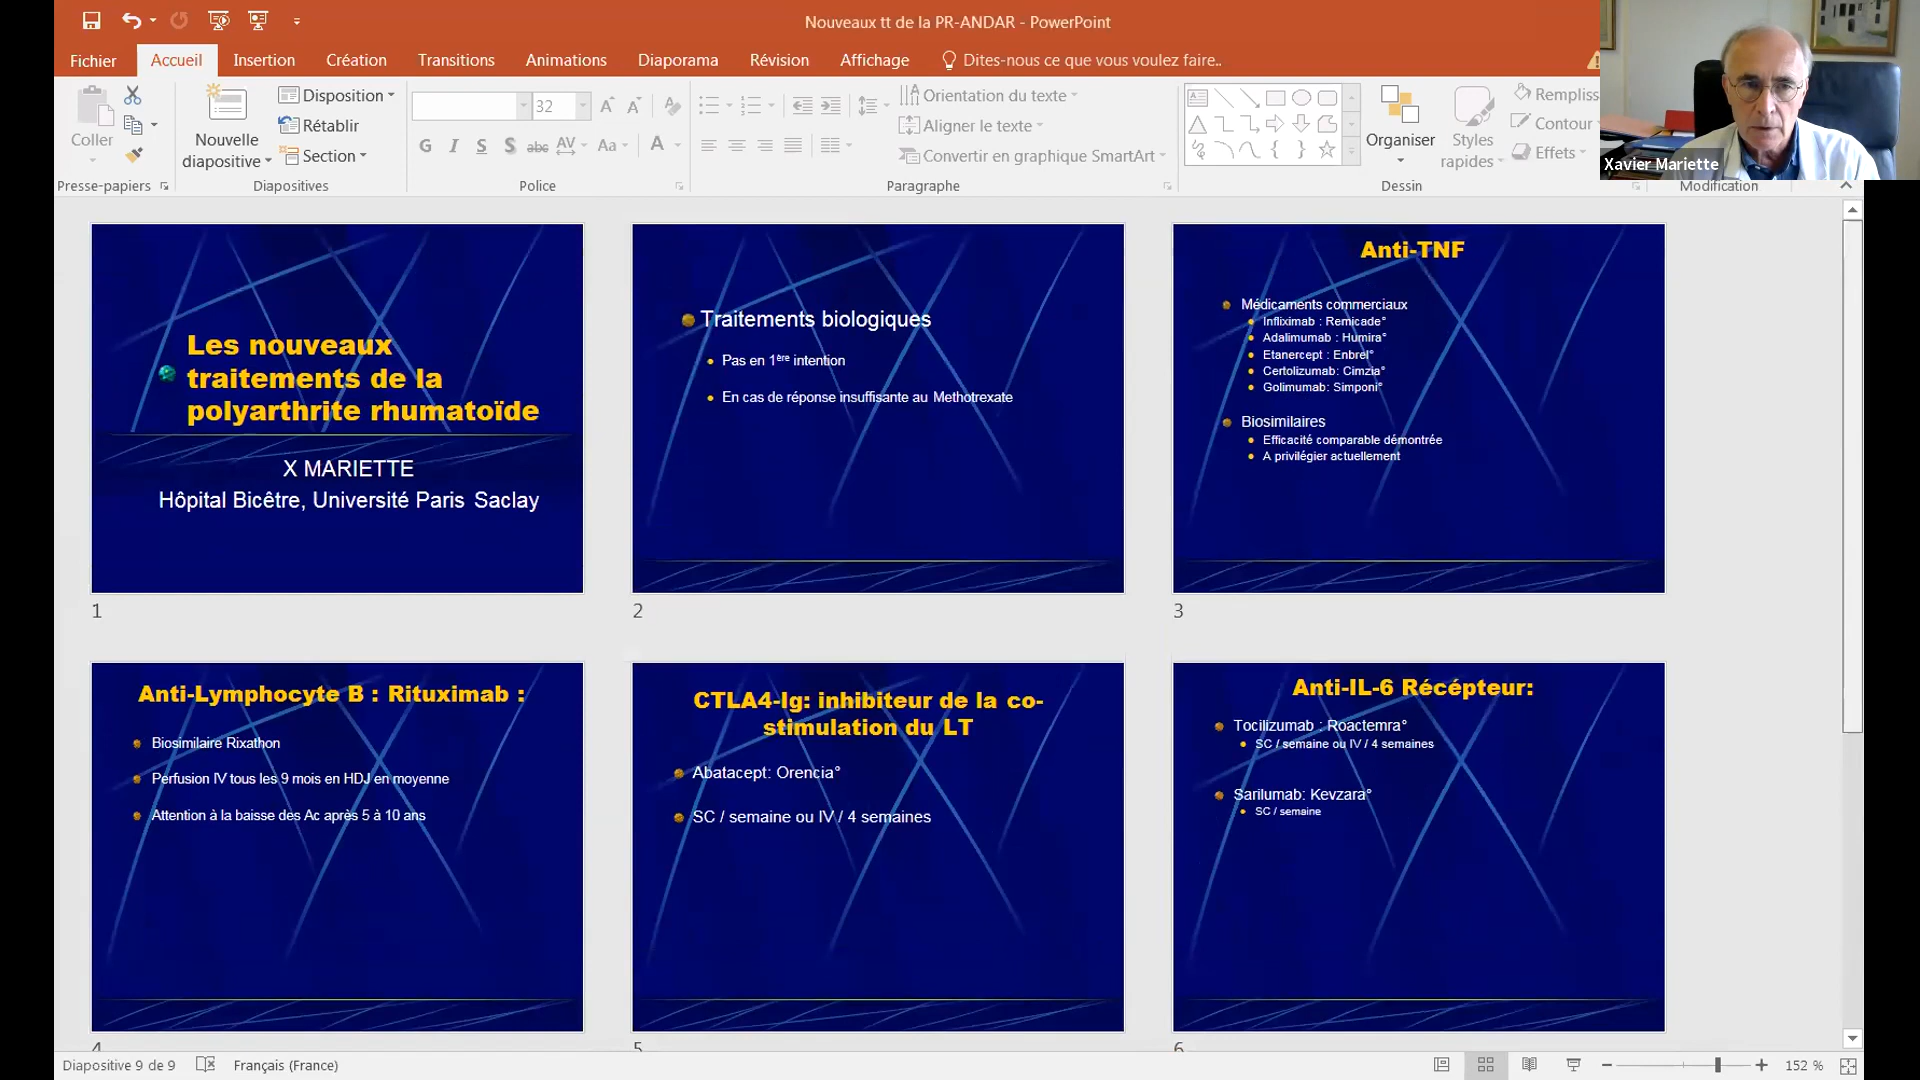 Nouveaux tt de la PR-ANDAR - PowerPoint
Fichier
Accueil
Insertion
Création
Transitions
Animations
Diaporama
Révision
Affichage
Dites-nous ce que vous voulez faire..
Coller
Nouvelle
diapositive
Disposition
Rétablir
Section
32
G I S S abc AV Aa A
Orientation du texte
Aligner le texte
Convertir en graphique SmartArt
Organiser
Styles
rapides
Rempliss
Contour
Effets
Presse-papiers
Diapositives
Police
Paragraphe
Dessin
Modification
Xavier Mariette
Les nouveaux
traitements de la
polyarthrite rhumatoïde
X MARIETTE
Hôpital Bicêtre, Université Paris Saclay
1
Traitements biologiques
Pas en 1ère intention
En cas de réponse insuffisante au Methotrexate
2
Anti-TNF
Médicaments commerciaux
Infliximab : Remicade°
Adalimumab : Humira°
Etanercept : Enbrel°
Certolizumab: Cimzia°
Golimumab: Simponi°
Biosimilaires
Efficacité comparable démontrée
A privilégier actuellement
3
Anti-Lymphocyte B : Rituximab :
Biosimilaire Rixathon
Perfusion IV tous les 9 mois en HDJ en moyenne
Attention à la baisse des Ac après 5 à 10 ans
4
CTLA4-Ig: inhibiteur de la co-
stimulation du LT
Abatacept: Orencia°
SC / semaine ou IV / 4 semaines
5
Anti-IL-6 Récépteur:
Tocilizumab : Roactemra°
SC / semaine ou IV / 4 semaines
Sarilumab: Kevzara°
SC / semaine
6
Diapositive 9 de 9
Français (France)
152 %